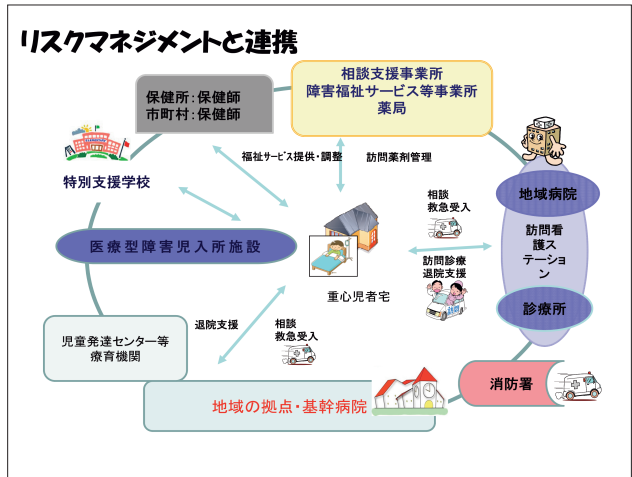 リスクマネジメントと連携
保健所：保健師
市町村：保健師
相談支援事業所
障害福祉サービス等事業所
薬局
福祉サービス提供・調整
訪問薬剤管理
特別支援学校
相談
救急受入
地域病院
訪問看
護ス
テーショ
ン
診療所
医療型障害児入所施設
訪問診療
退院支援
重心児者宅
退院支援
相談
救急受入
児童発達センター等
療育機関
消防署
地域の拠点・基幹病院